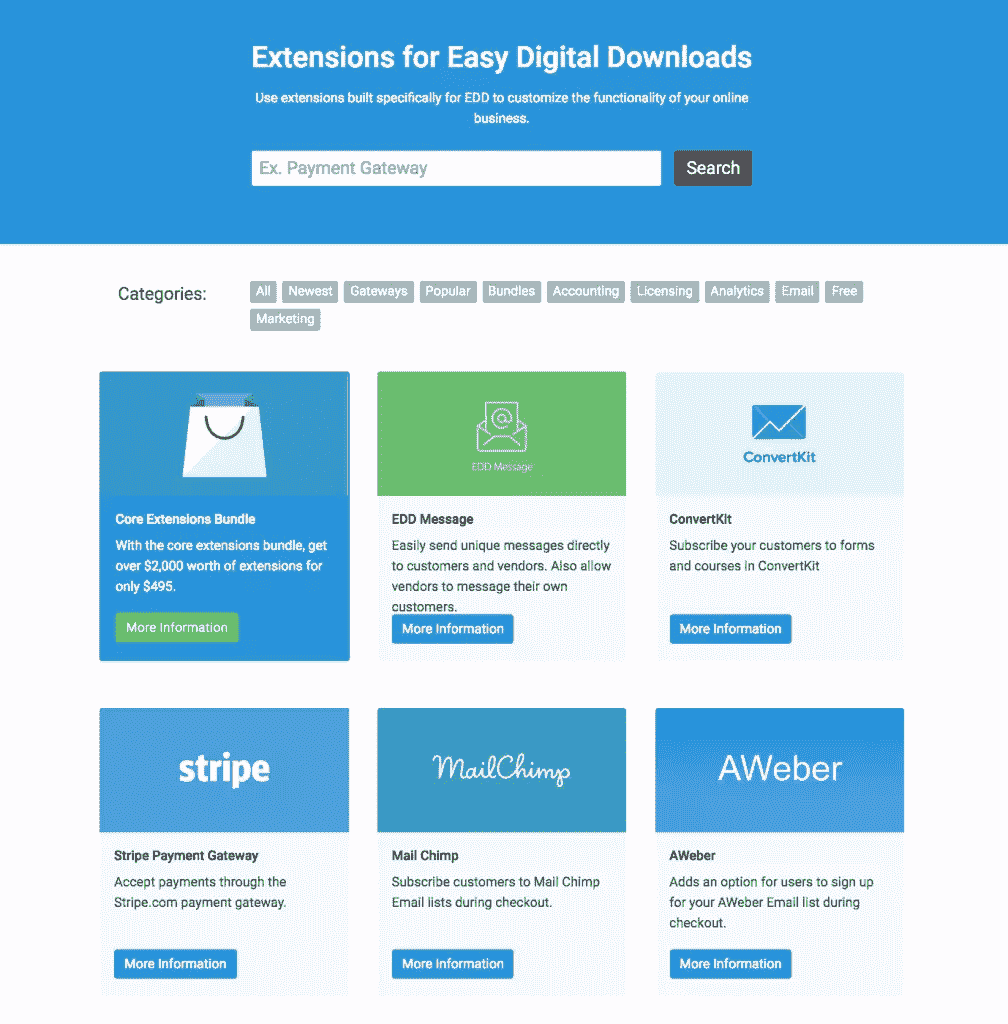 Extensions for Easy Digital Downloads
Use extensions built specifically for EDD to customize the functionality of your online
business.
Ex. Payment Gateway
Search
Categories:
All Newest Gateways Popular Bundles Accounting Licensing Analytics Email Free
Marketing
Core Extensions Bundle
With the core extensions bundle, get
over $2,000 worth of extensions for
only $495.
More Information
EDD Message
EDD Message
Easily send unique messages directly
to customers and vendors. Also allow
vendors to message their own
customers.
More Information
ConvertKit
ConvertKit
Subscribe your customers to forms
and courses in ConvertKit
More Information
stripe
Stripe Payment Gateway
Accept payments through the
Stripe.com payment gateway.
More Information
MailChimp
Mail Chimp
Subscribe customers to Mail Chimp
Email lists during checkout.
More Information
AWeber
AWeber
Adds an option for users to sign up
for your AWeber Email list during
checkout.
More Information